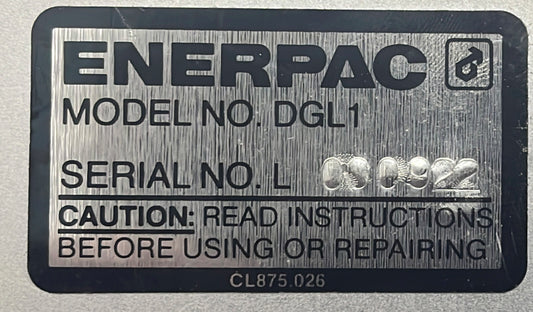 ENERPAC
MODEL NO. DGL1
SERIAL NO. L
CAUTION: READ INSTRUCTIONS
BEFORE USING OR REPAIRING
CL875.026